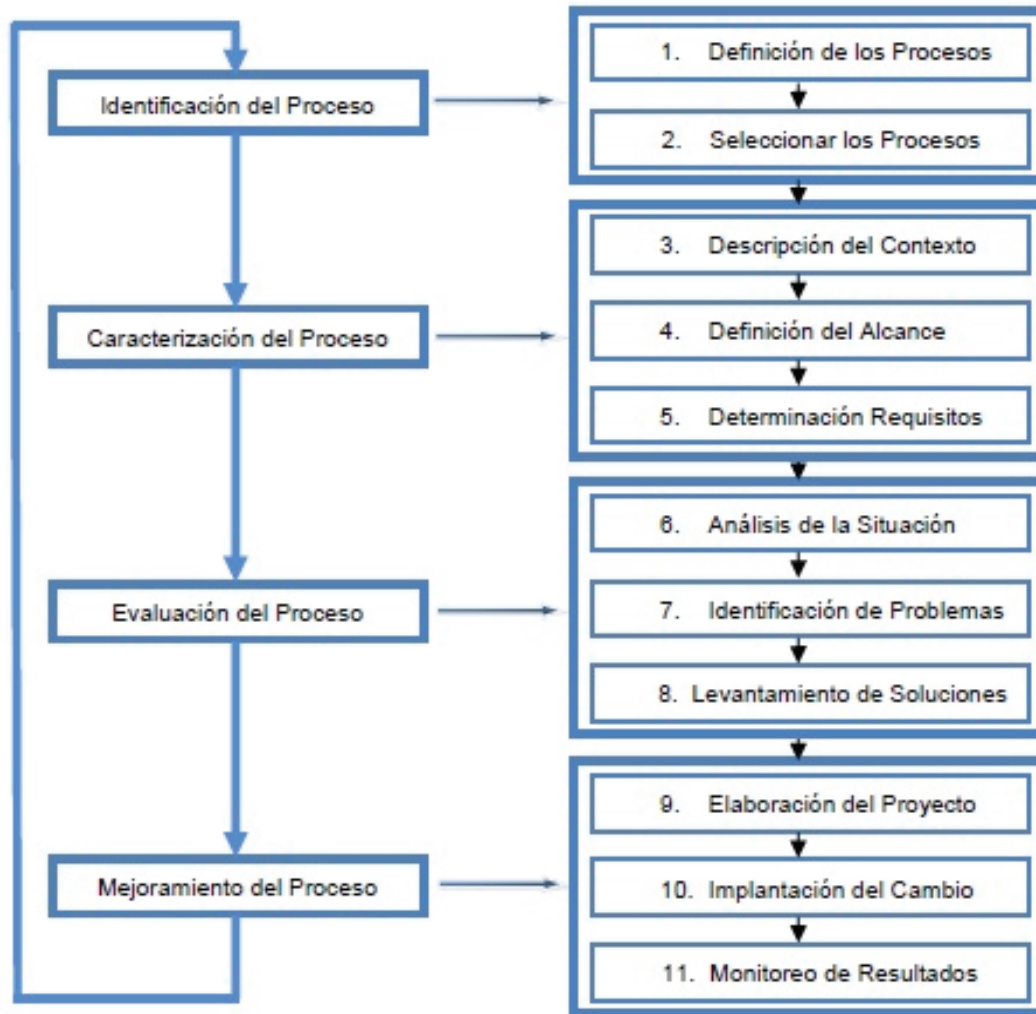 Identificación del Proceso
1. Definición de los Procesos
2. Seleccionar los Procesos
Caracterización del Proceso
3. Descripción del Contexto
4. Definición del Alcance
5. Determinación Requisitos
Evaluación del Proceso
6. Análisis de la Situación
7. Identificación de Problemas
8. Levantamiento de Soluciones
Mejoramiento del Proceso
9. Elaboración del Proyecto
10. Implantación del Cambio
11. Monitoreo de Resultados